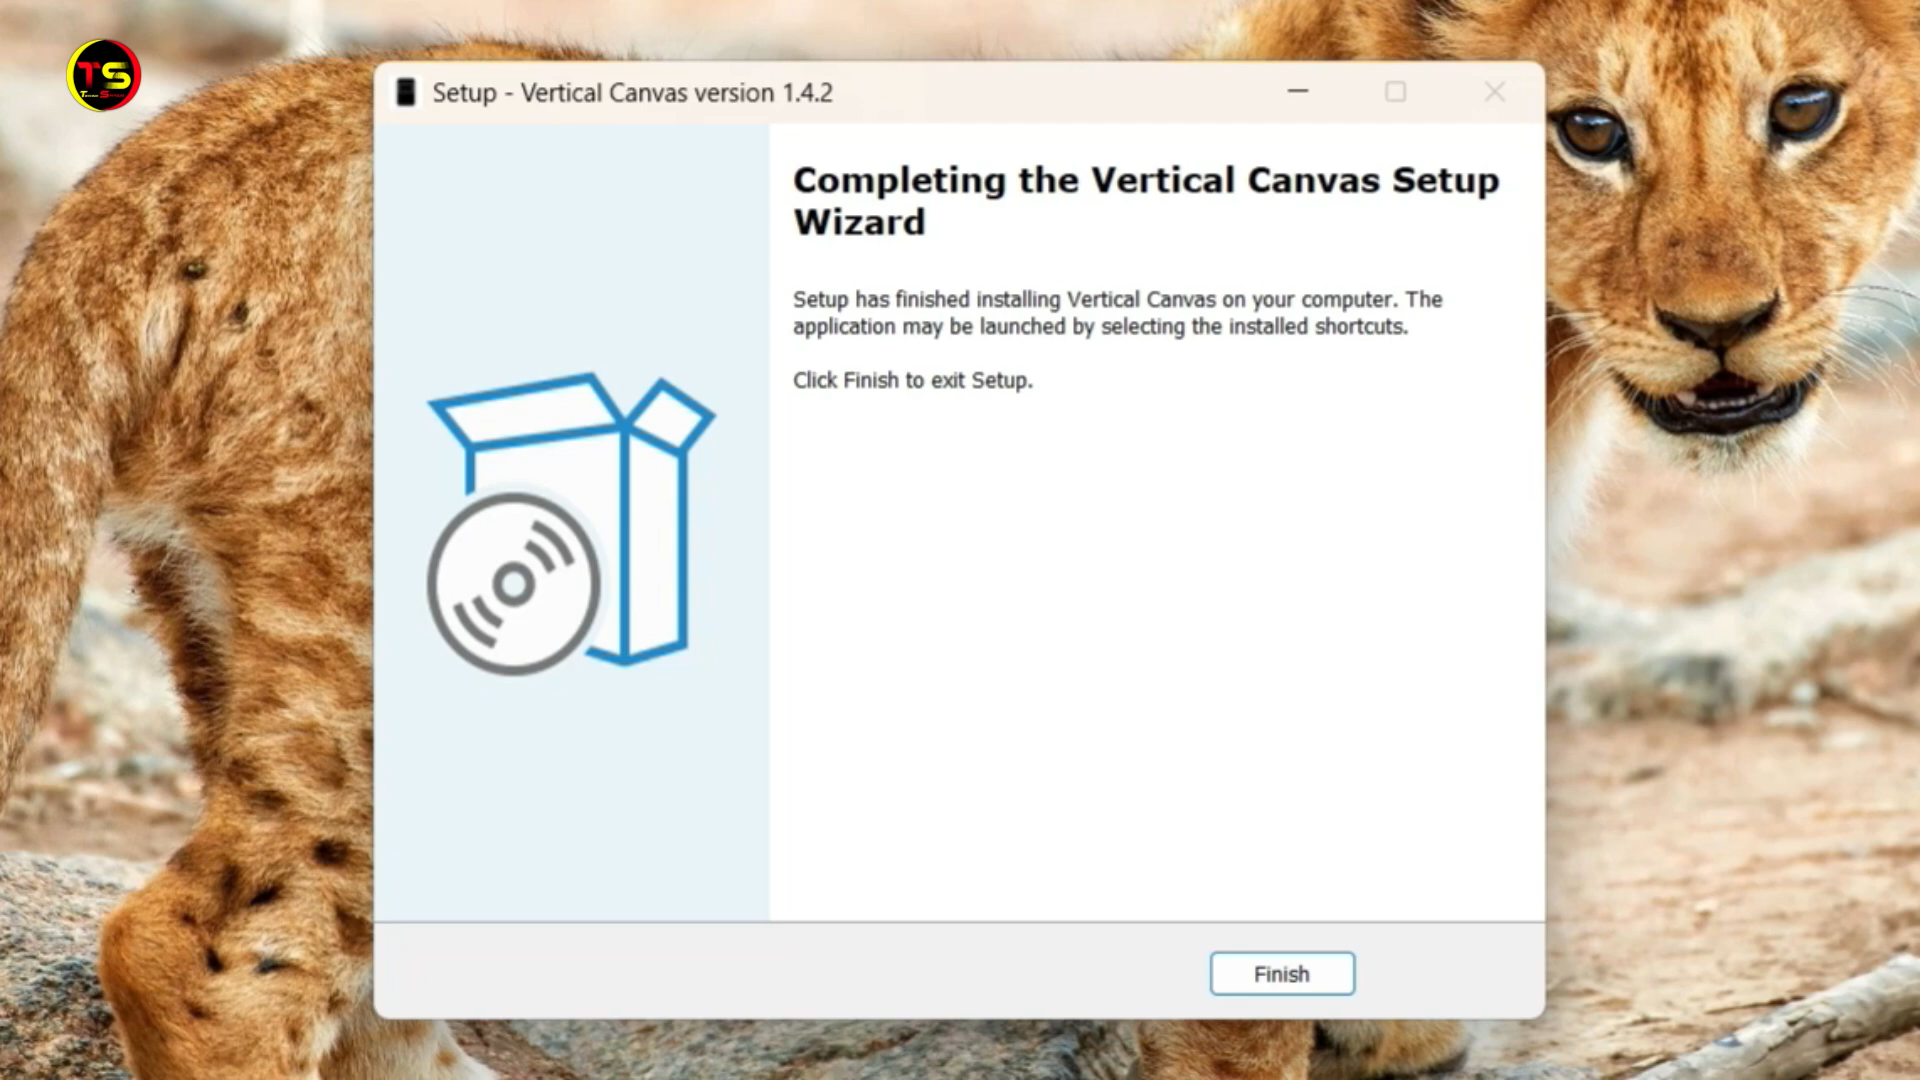 TS
Setup - Vertical Canvas version 1.4.2
Completing the Vertical Canvas Setup
Wizard
Setup has finished installing Vertical Canvas on your computer. The
application may be launched by selecting the installed shortcuts.
Click Finish to exit Setup.
Finish